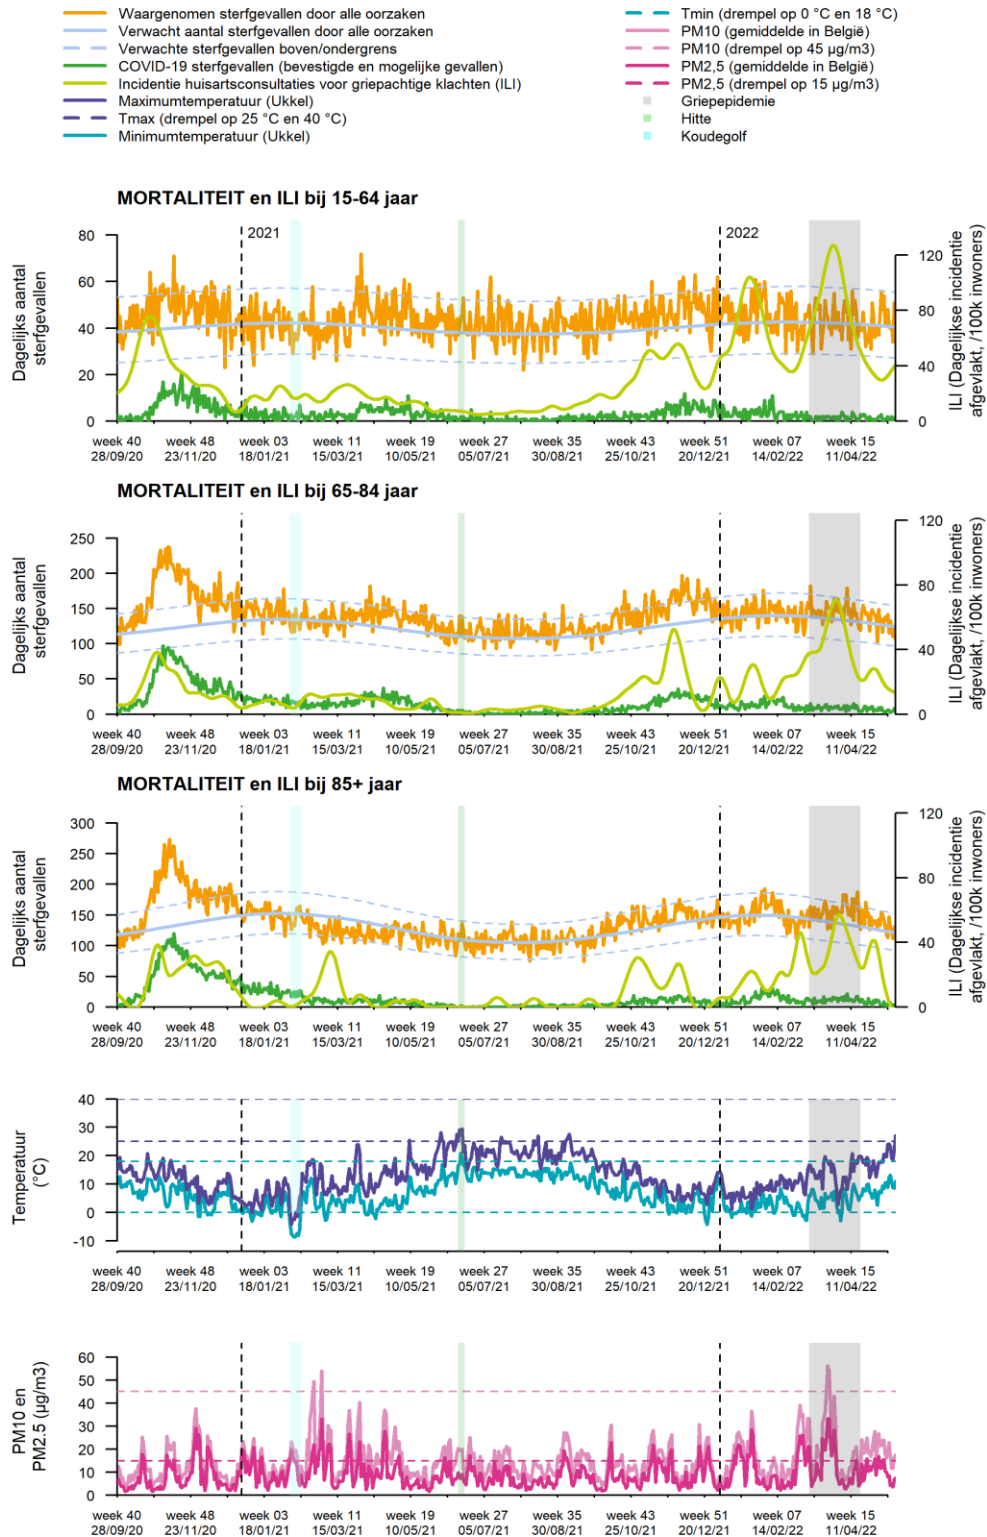 Waargenomen sterfgevallen door alle oorzaken
Verwacht aantal sterfgevallen door alle oorzaken
Verwachte sterfgevallen boven/ondergrens
COVID-19 sterfgevallen (bevestigde en mogelijke gevallen)
Incidentie huisartsconsultaties voor griepachtige klachten (ILI)
Maximumtemperatuur (Ukkel)
Tmax (drempel op 25 °C en 40 °C)
Minimumtemperatuur (Ukkel)
Tmin (drempel op 0 °C en 18 °C)
PM10 (gemiddelde in België)
PM10 (drempel op 45 µg/m3)
PM2,5 (gemiddelde in België)
PM2,5 (drempel op 15 µg/m3)
Griepepidemie
Hitte
Koudegolf
MORTALITEIT en ILI bij 15-64 jaar
Dagelijks aantal
sterfgevallen
80
60
40
20
0
2021
2022
120
80
40
0
ILI (Dagelijkse incidentie
afgevlakt, /100k inwoners)
week 40 week 48 week 03 week 11 week 19 week 27 week 35 week 43 week 51 week 07 week 15
28/09/20 23/11/20 18/01/21 15/03/21 10/05/21 05/07/21 30/08/21 25/10/21 20/12/21 14/02/22 11/04/22
MORTALITEIT en ILI bij 65-84 jaar
Dagelijks aantal
sterfgevallen
250
200
150
100
50
0
120
80
40
0
ILI (Dagelijkse incidentie
afgevlakt, /100k inwoners)
week 40 week 48 week 03 week 11 week 19 week 27 week 35 week 43 week 51 week 07 week 15
28/09/20 23/11/20 18/01/21 15/03/21 10/05/21 05/07/21 30/08/21 25/10/21 20/12/21 14/02/22 11/04/22
MORTALITEIT en ILI bij 85+ jaar
Dagelijks aantal
sterfgevallen
300
250
200
150
100
50
0
120
80
40
0
ILI (Dagelijkse incidentie
afgevlakt, /100k inwoners)
week 40 week 48 week 03 week 11 week 19 week 27 week 35 week 43 week 51 week 07 week 15
28/09/20 23/11/20 18/01/21 15/03/21 10/05/21 05/07/21 30/08/21 25/10/21 20/12/21 14/02/22 11/04/22
Temperatuur
(°C)
40
30
20
10
0
-10
week 40 week 48 week 03 week 11 week 19 week 27 week 35 week 43 week 51 week 07 week 15
28/09/20 23/11/20 18/01/21 15/03/21 10/05/21 05/07/21 30/08/21 25/10/21 20/12/21 14/02/22 11/04/22
PM10 en
PM2.5 (µg/m3)
60
50
40
30
20
10
0
week 40 week 48 week 03 week 11 week 19 week 27 week 35 week 43 week 51 week 07 week 15
28/09/20 23/11/20 18/01/21 15/03/21 10/05/21 05/07/21 30/08/21 25/10/21 20/12/21 14/02/22 11/04/22